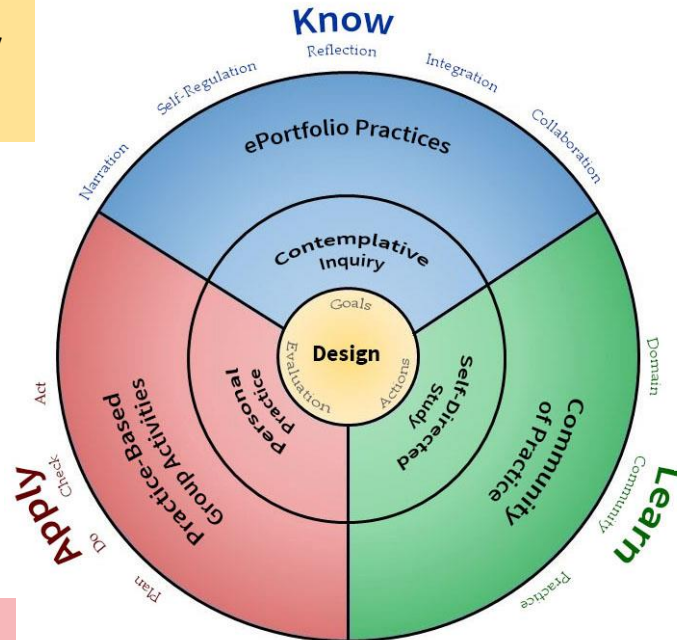 Know
Reflection
Self-Regulation
Integration
Narration
Collaboration
ePortfolio Practices
Contemplative
Inquiry
Goals
Design
Evaluation
Actions
Personal
Practice
Self-Directed
Study
Practice-Based
Group Activities
Community
of Practice
Act
Check
Do
Plan
Apply
Domain
Community
Practice
Learn